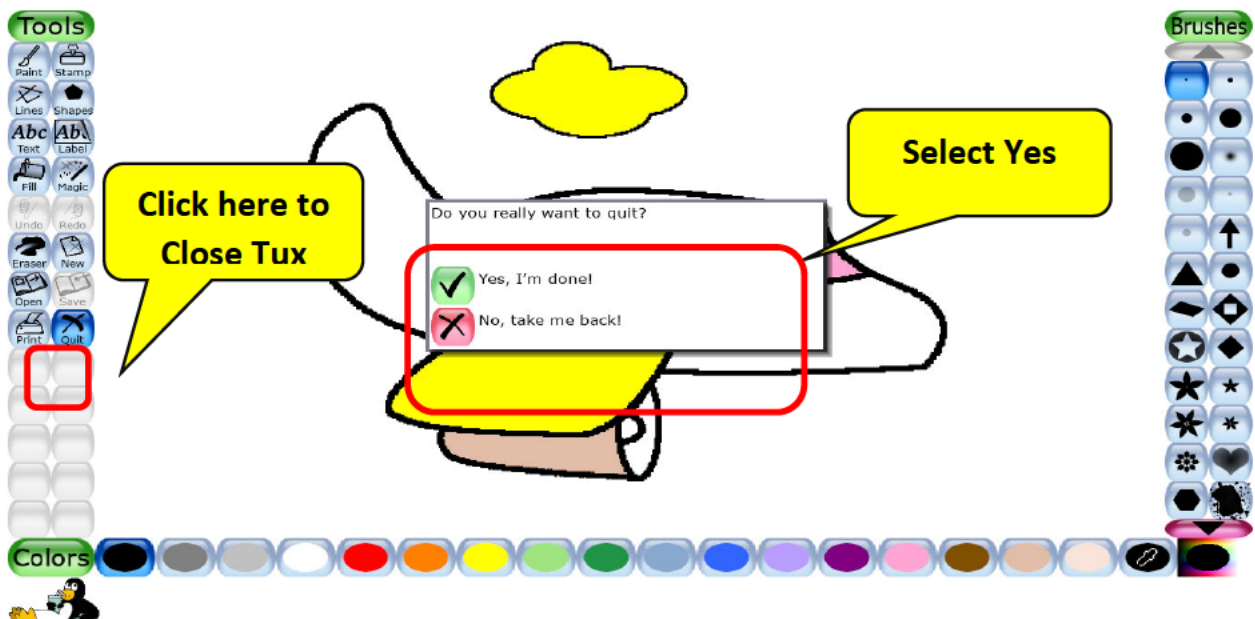 Tools
Brushes
Paint Stamp
Lines Shapes
Abc Abc
Text Label
Fill Magic
Undo Redo
Eraser New
Open Save
Print Quit
Click here to
Close Tux
Select Yes
Do you really want to quit?
Yes, I'm done!
No, take me back!
Colors